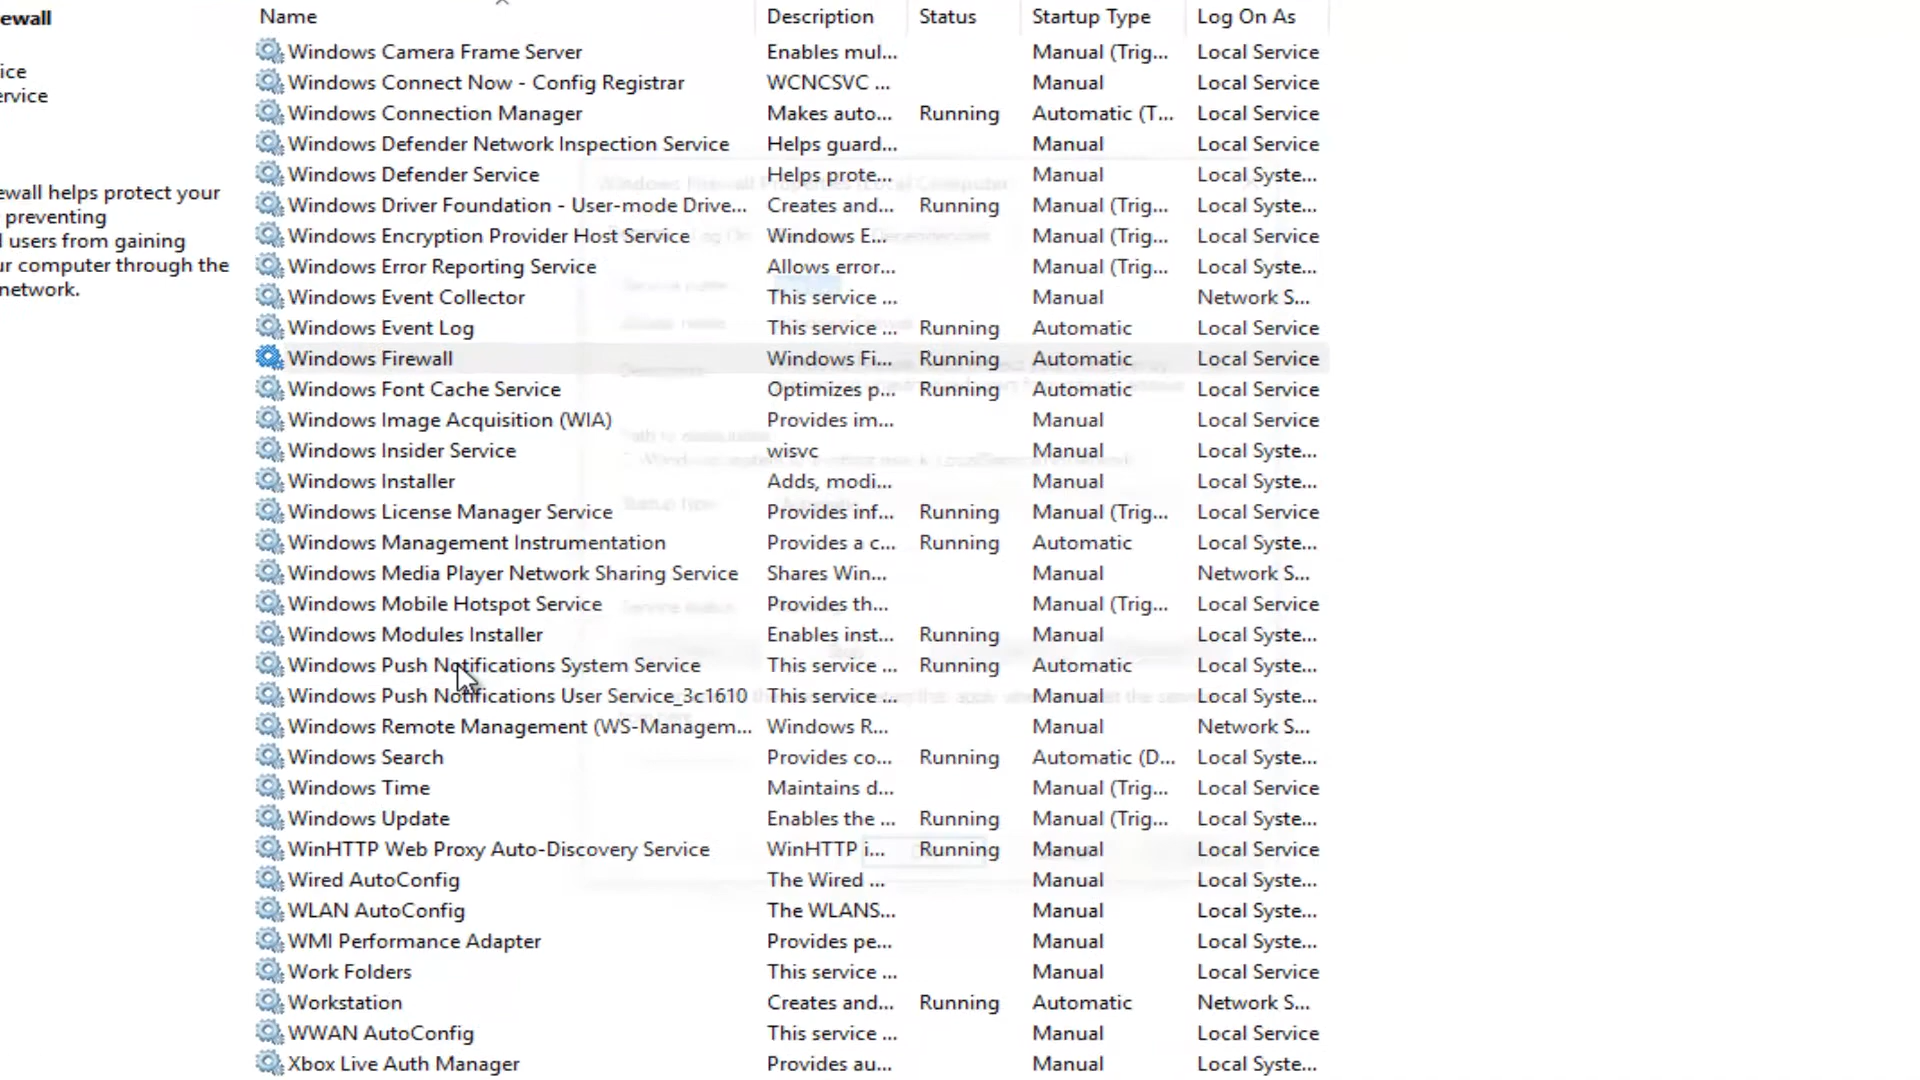 ewall
ice
ervice
ewall helps protect your
preventing
l users from gaining
ur computer through the
network.
Name Description Status Startup Type Log On As
Windows Camera Frame Server Enables mul... Manual (Trig... Local Service
Windows Connect Now - Config Registrar WCNCSVC ... Manual Local Service
Windows Connection Manager Makes auto... Running Automatic (T... Local Service
Windows Defender Network Inspection Service Helps guard... Manual Local Service
Windows Defender Service Helps prote... Manual Local Syste...
Windows Driver Foundation - User-mode Drive... Creates and... Running Manual (Trig... Local Syste...
Windows Encryption Provider Host Service Windows E... Manual (Trig... Local Service
Windows Error Reporting Service Allows error... Manual (Trig... Local Syste...
Windows Event Collector This service ... Manual Network S...
Windows Event Log This service ... Running Automatic Local Service
Windows Firewall Windows Fi... Running Automatic Local Service
Windows Font Cache Service Optimizes p... Running Automatic Local Service
Windows Image Acquisition (WIA) Provides im... Manual Local Service
Windows Insider Service wisvc Manual Local Syste...
Windows Installer Adds, modi... Manual Local Syste...
Windows License Manager Service Provides inf... Running Manual (Trig... Local Service
Windows Management Instrumentation Provides a c... Running Automatic Local Syste...
Windows Media Player Network Sharing Service Shares Win... Manual Network S...
Windows Mobile Hotspot Service Provides th... Manual (Trig... Local Service
Windows Modules Installer Enables inst... Running Manual Local Syste...
Windows Push Notifications System Service This service ... Running Automatic Local Syste...
Windows Push Notifications User Service_3c1610 This service ... Manual Local Syste...
Windows Remote Management (WS-Managem... Windows R... Manual Network S...
Windows Search Provides co... Running Automatic (D... Local Syste...
Windows Time Maintains d... Manual (Trig... Local Service
Windows Update Enables the ... Running Manual (Trig... Local Syste...
WinHTTP Web Proxy Auto-Discovery Service WinHTTP i... Running Manual Local Service
Wired AutoConfig The Wired ... Manual Local Syste...
WLAN AutoConfig The WLANS... Manual Local Syste...
WMI Performance Adapter Provides pe... Manual Local Syste...
Work Folders This service ... Manual Local Service
Workstation Creates and... Running Automatic Network S...
WWAN AutoConfig This service ... Manual Local Service
Xbox Live Auth Manager Provides au... Manual Local Syste...